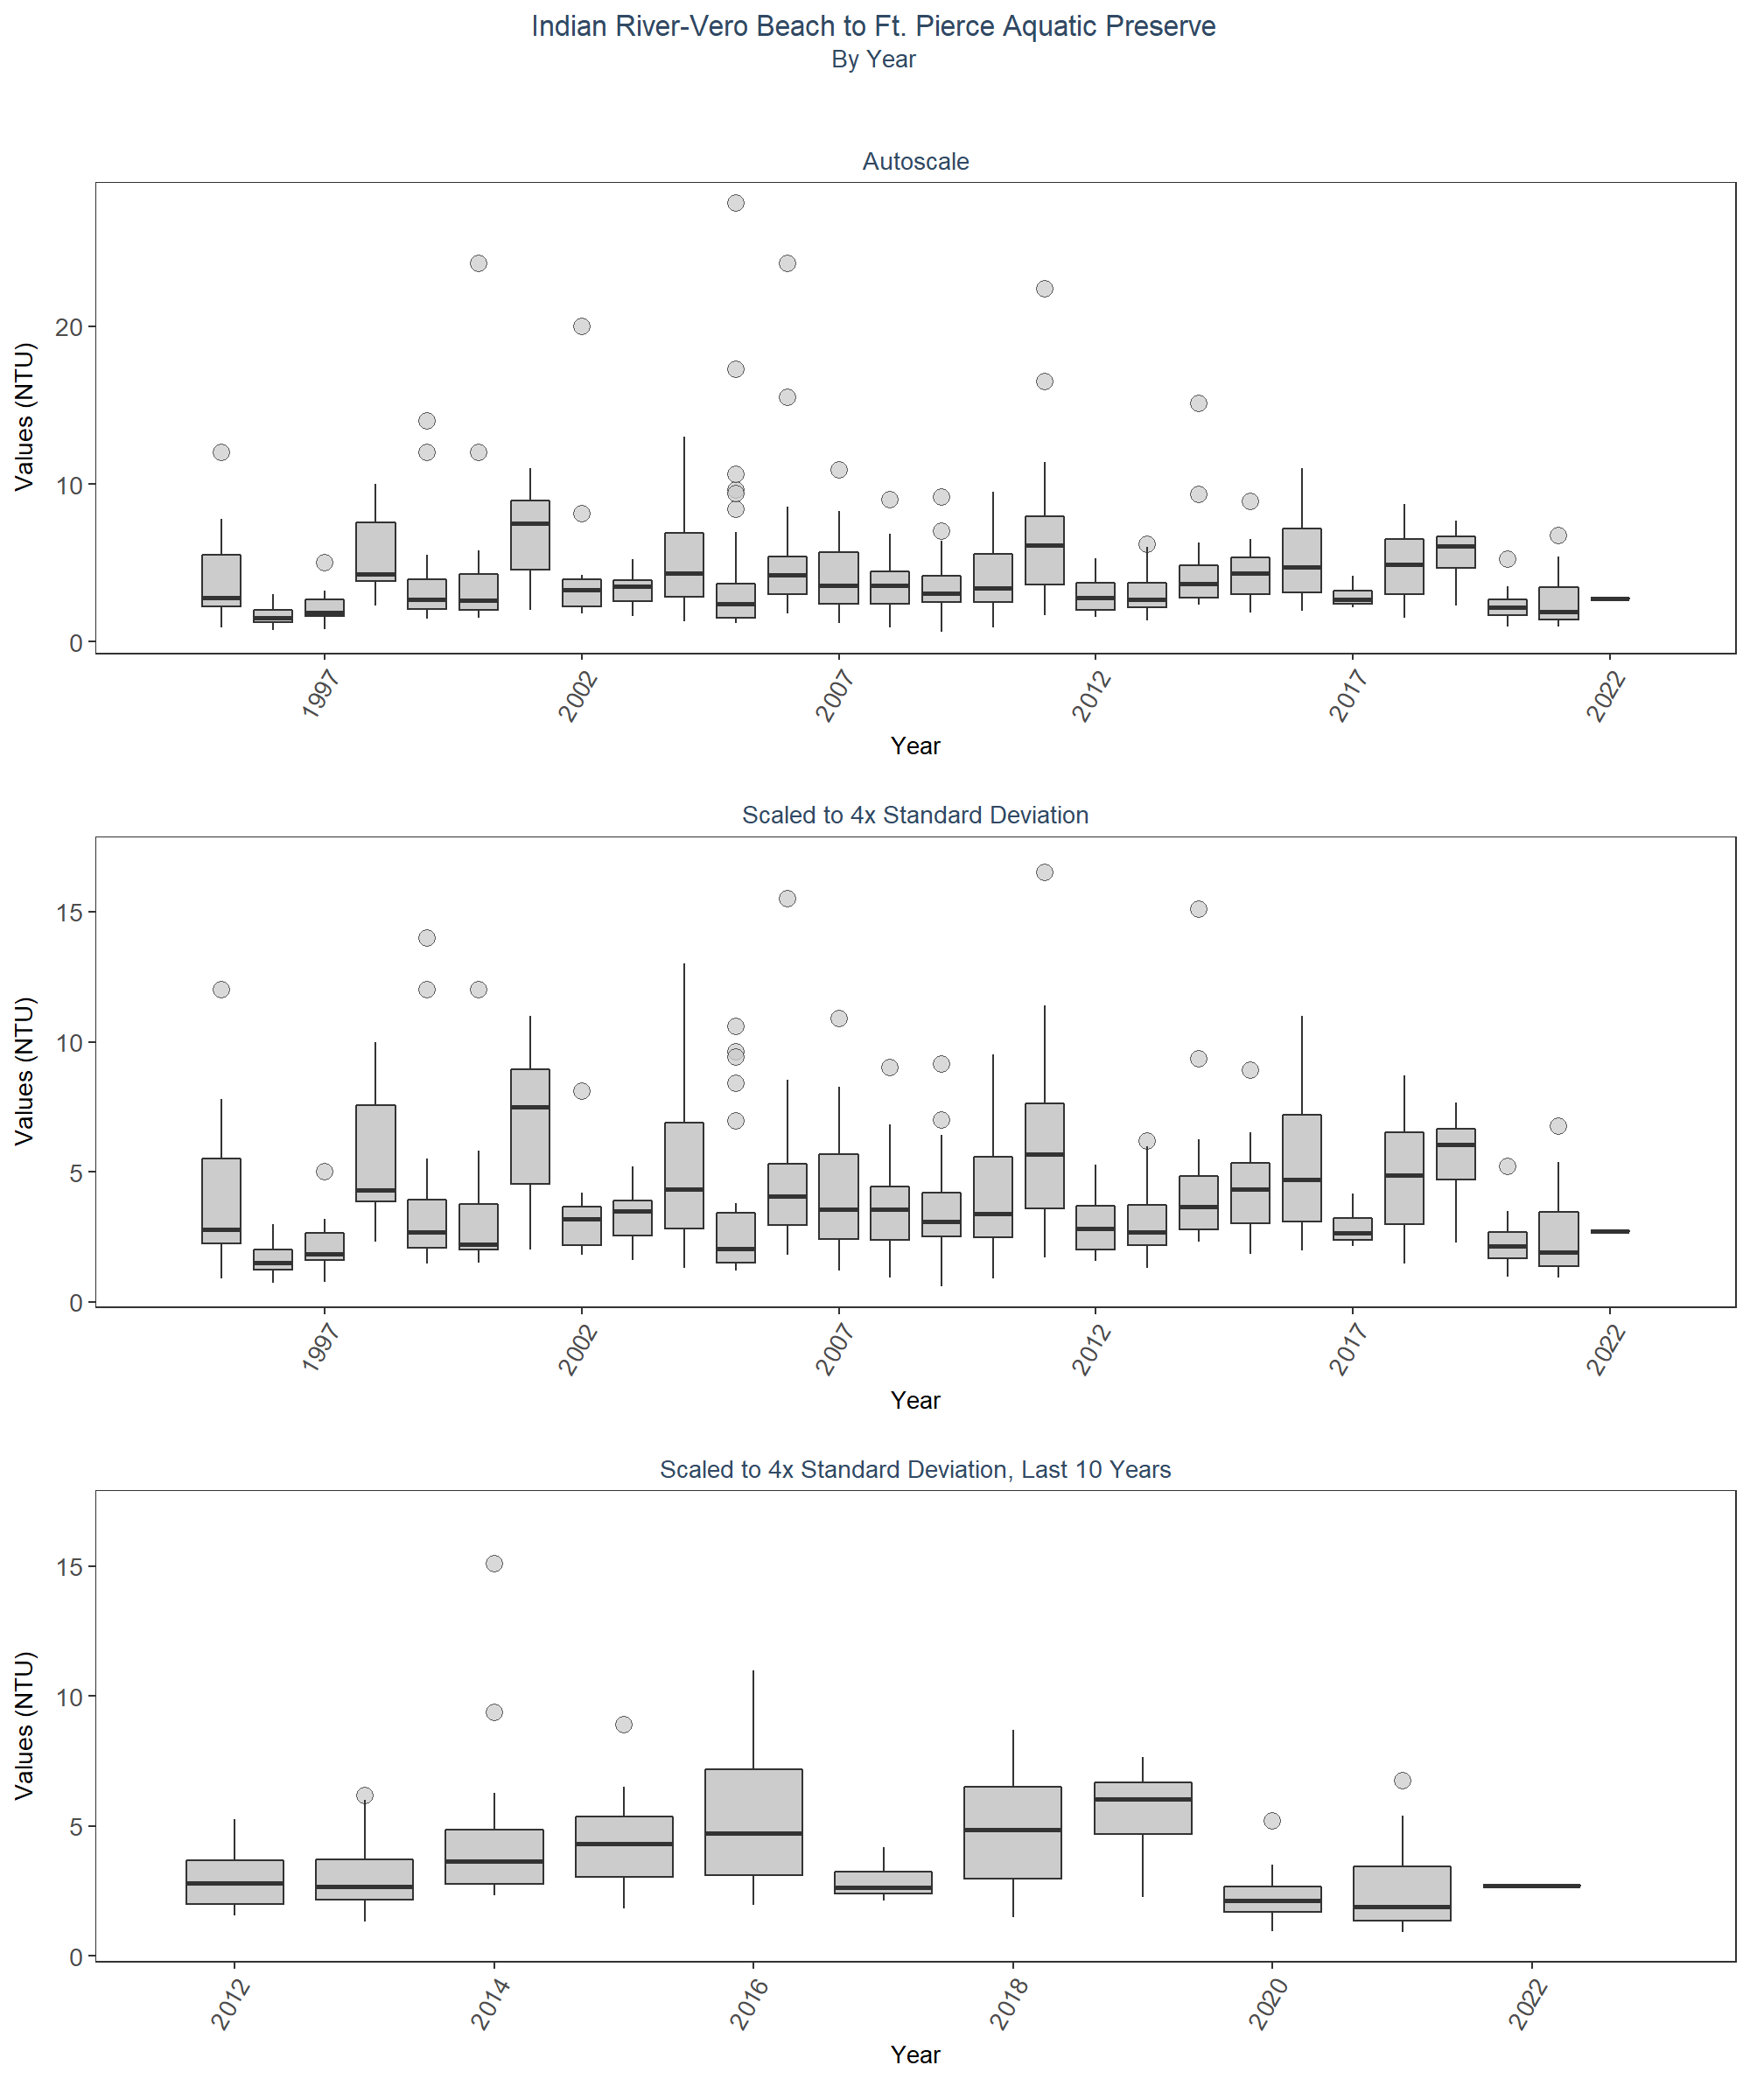 Indian River-Vero Beach to Ft. Pierce Aquatic Preserve
By Year
Autoscale
Values (NTU)
20
10
0
1997 2002 2007 2012 2017 2022
Year
Scaled to 4x Standard Deviation
Values (NTU)
15
10
5
0
1997 2002 2007 2012 2017 2022
Year
Scaled to 4x Standard Deviation, Last 10 Years
Values (NTU)
15
10
5
0
2012 2014 2016 2018 2020 2022
Year